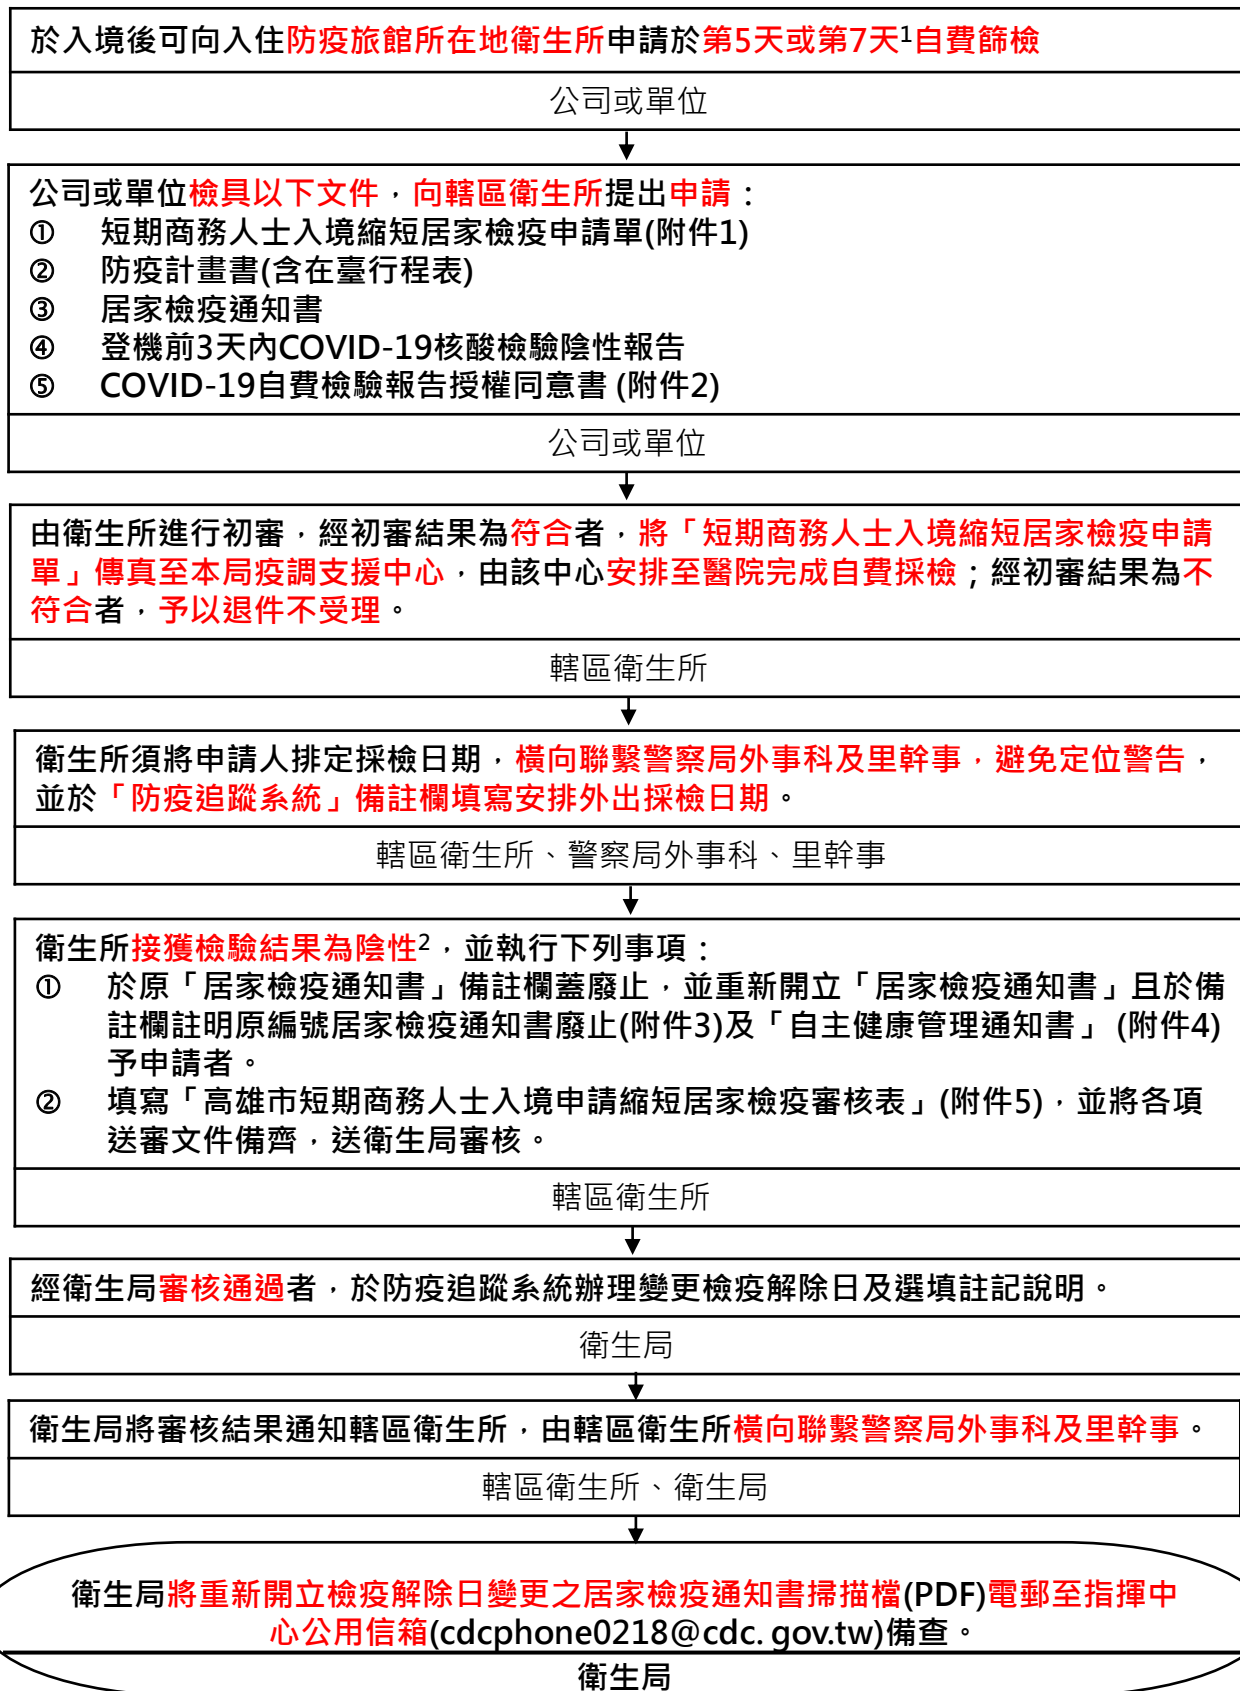 於入境後可向入住防疫旅館所在地衛生所申請於第5天或第7天1自費篩檢
公司或單位
公司或單位檢具以下文件，向轄區衛生所提出申請：
① 短期商務人士入境縮短居家檢疫申請單(附件1)
② 防疫計畫書(含在臺行程表)
③ 居家檢疫通知書
④ 登機前3天內COVID-19核酸檢驗陰性報告
⑤ COVID-19自費檢驗報告授權同意書 (附件2)
公司或單位
由衛生所進行初審，經初審結果為符合者，將「短期商務人士入境縮短居家檢疫申請
單」傳真至本局疫調支援中心，由該中心安排至醫院完成自費採檢；經初審結果為不
符合者，予以退件不受理。
轄區衛生所
衛生所須將申請人排定採檢日期，橫向聯繫警察局外事科及里幹事，避免定位警告，
並於「防疫追蹤系統」備註欄填寫安排外出採檢日期。
轄區衛生所、警察局外事科、里幹事
衛生所接獲檢驗結果為陰性2，並執行下列事項：
① 於原「居家檢疫通知書」備註欄蓋廢止，並重新開立「居家檢疫通知書」且於備
註欄註明原編號居家檢疫通知書廢止(附件3)及「自主健康管理通知書」 (附件4)
予申請者。
② 填寫「高雄市短期商務人士入境申請縮短居家檢疫審核表」(附件5)，並將各項
送審文件備齊，送衛生局審核。
轄區衛生所
經衛生局審核通過者，於防疫追蹤系統辦理變更檢疫解除日及選填註記說明。
衛生局
衛生局將審核結果通知轄區衛生所，由轄區衛生所橫向聯繫警察局外事科及里幹事。
轄區衛生所、衛生局
衛生局將重新開立檢疫解除日變更之居家檢疫通知書掃描檔(PDF)電郵至指揮中
心公用信箱(cdcphone0218@cdc. gov.tw)備查。
衛生局